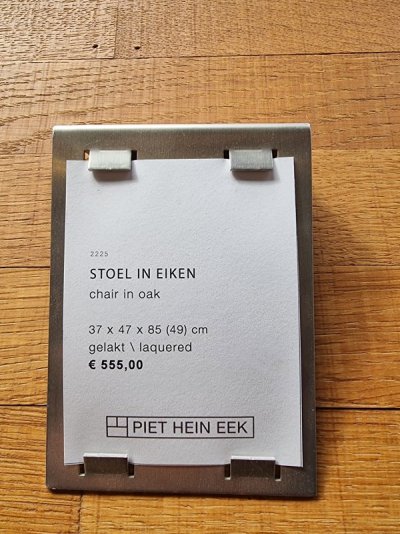 2225
STOEL IN EIKEN
chair in oak
37 x 47 x 85 (49) cm
gelakt \ laquered
€ 555,00
PIET HEIN EEK